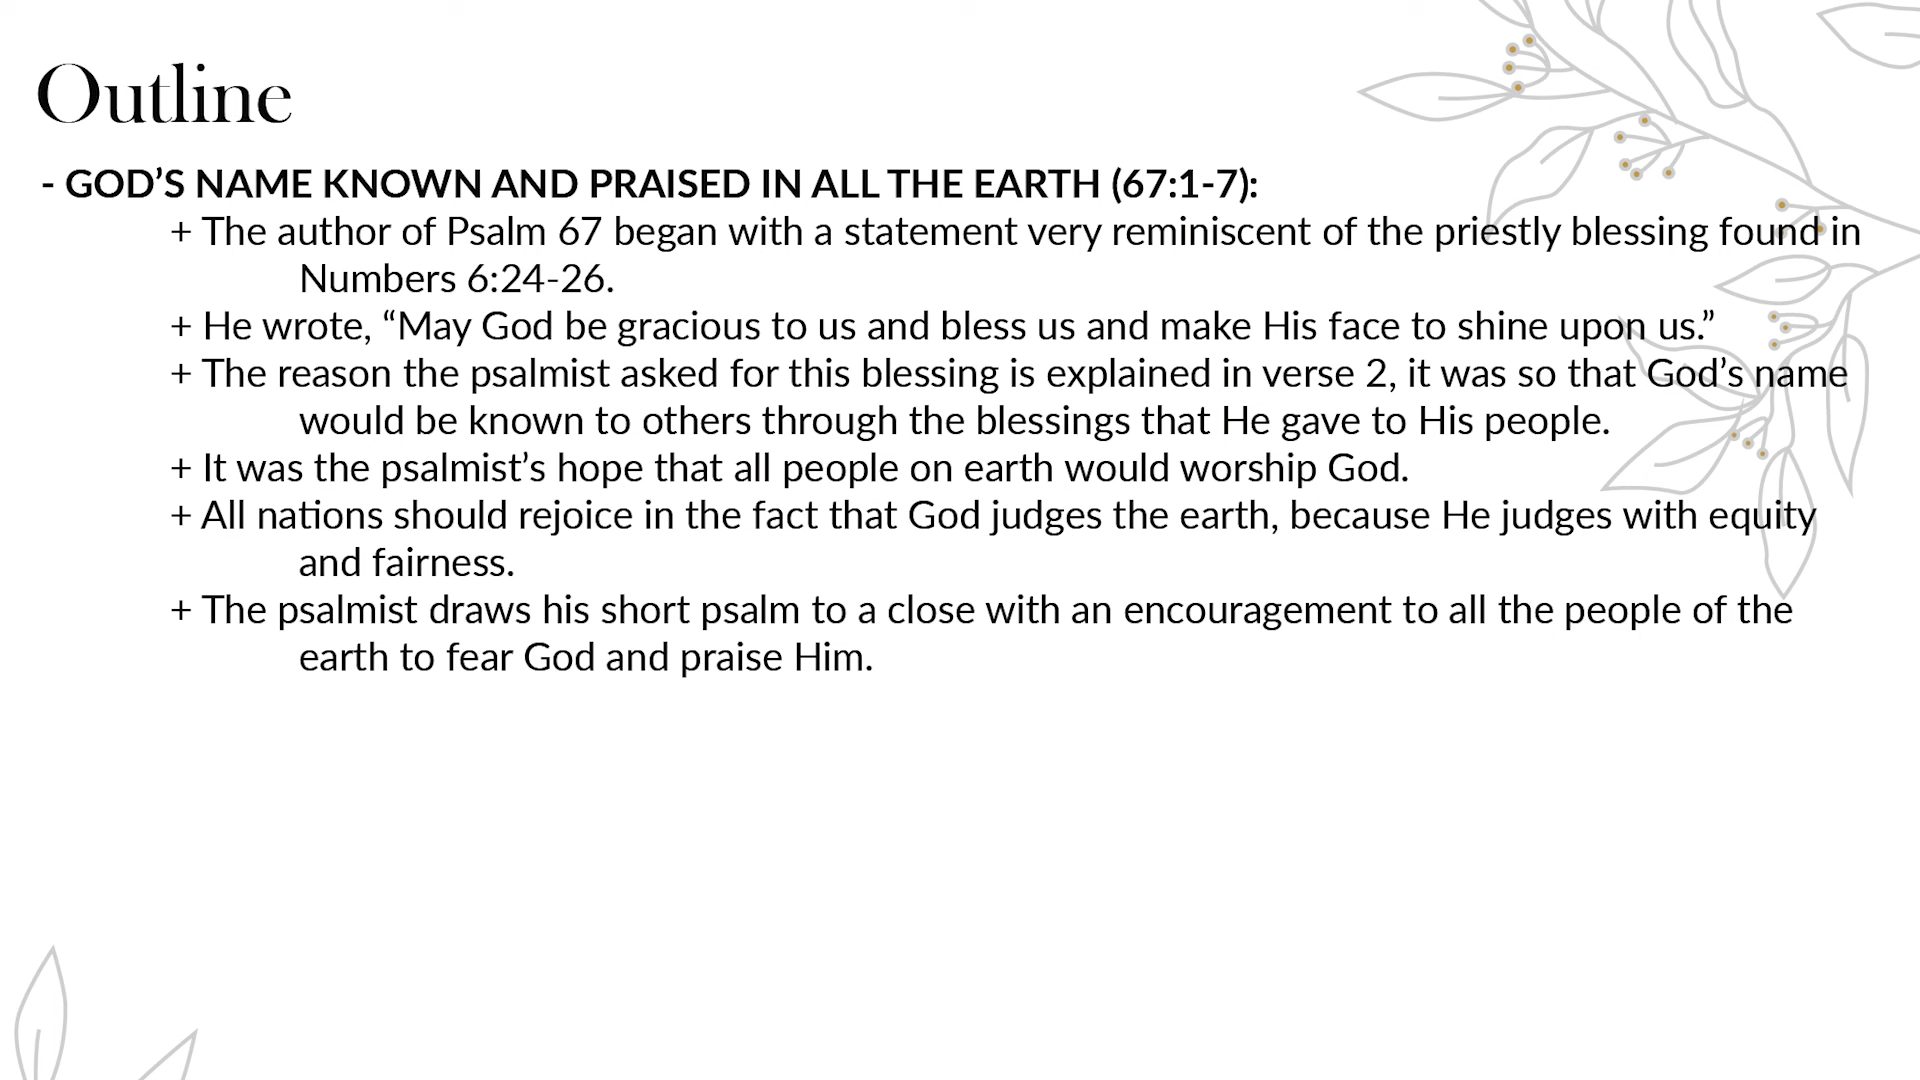 Outline
- GOD’S NAME KNOWN AND PRAISED IN ALL THE EARTH (67:1-7):
+ The author of Psalm 67 began with a statement very reminiscent of the priestly blessing found in
Numbers 6:24-26.
+ He wrote, “May God be gracious to us and bless us and make His face to shine upon us.”
+ The reason the psalmist asked for this blessing is explained in verse 2, it was so that God’s name
would be known to others through the blessings that He gave to His people.
+ It was the psalmist’s hope that all people on earth would worship God.
+ All nations should rejoice in the fact that God judges the earth, because He judges with equity
and fairness.
+ The psalmist draws his short psalm to a close with an encouragement to all the people of the
earth to fear God and praise Him.